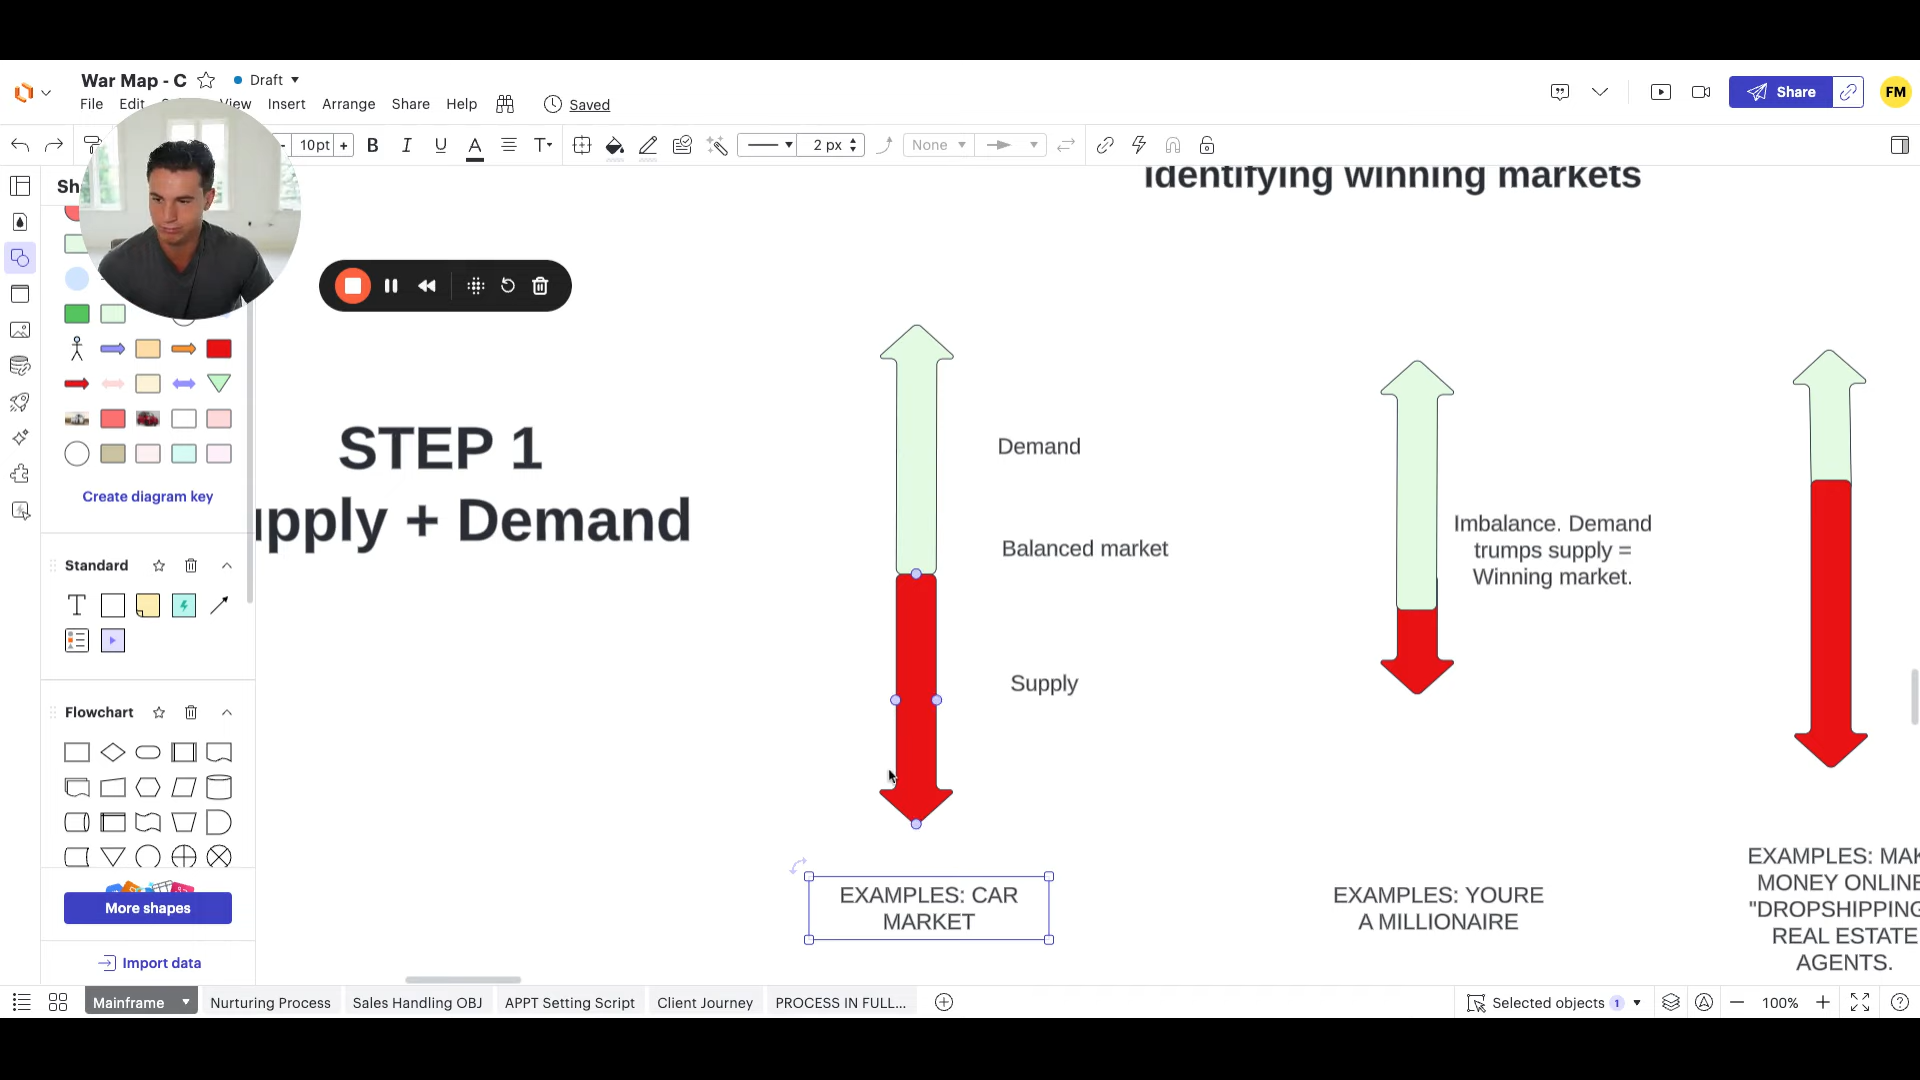 War Map - C
Draft
File Edit View Insert Arrange Share Help
Saved
Share
FM
10pt
B I U A
2 px
None
Identifying winning markets
STEP 1
upply + Demand
Demand
Balanced market
Supply
Imbalance. Demand
trumps supply =
Winning market.
EXAMPLES: CAR
MARKET
EXAMPLES: YOURE
A MILLIONAIRE
EXAMPLES: MAK
MONEY ONLINE
"DROPSHIPPING
REAL ESTATE
AGENTS.
Sh
Create diagram key
Standard
T
Flowchart
More shapes
Import data
Mainframe
Nurturing Process
Sales Handling OBJ
APPT Setting Script
Client Journey
PROCESS IN FULL...
Selected objects 1
100%